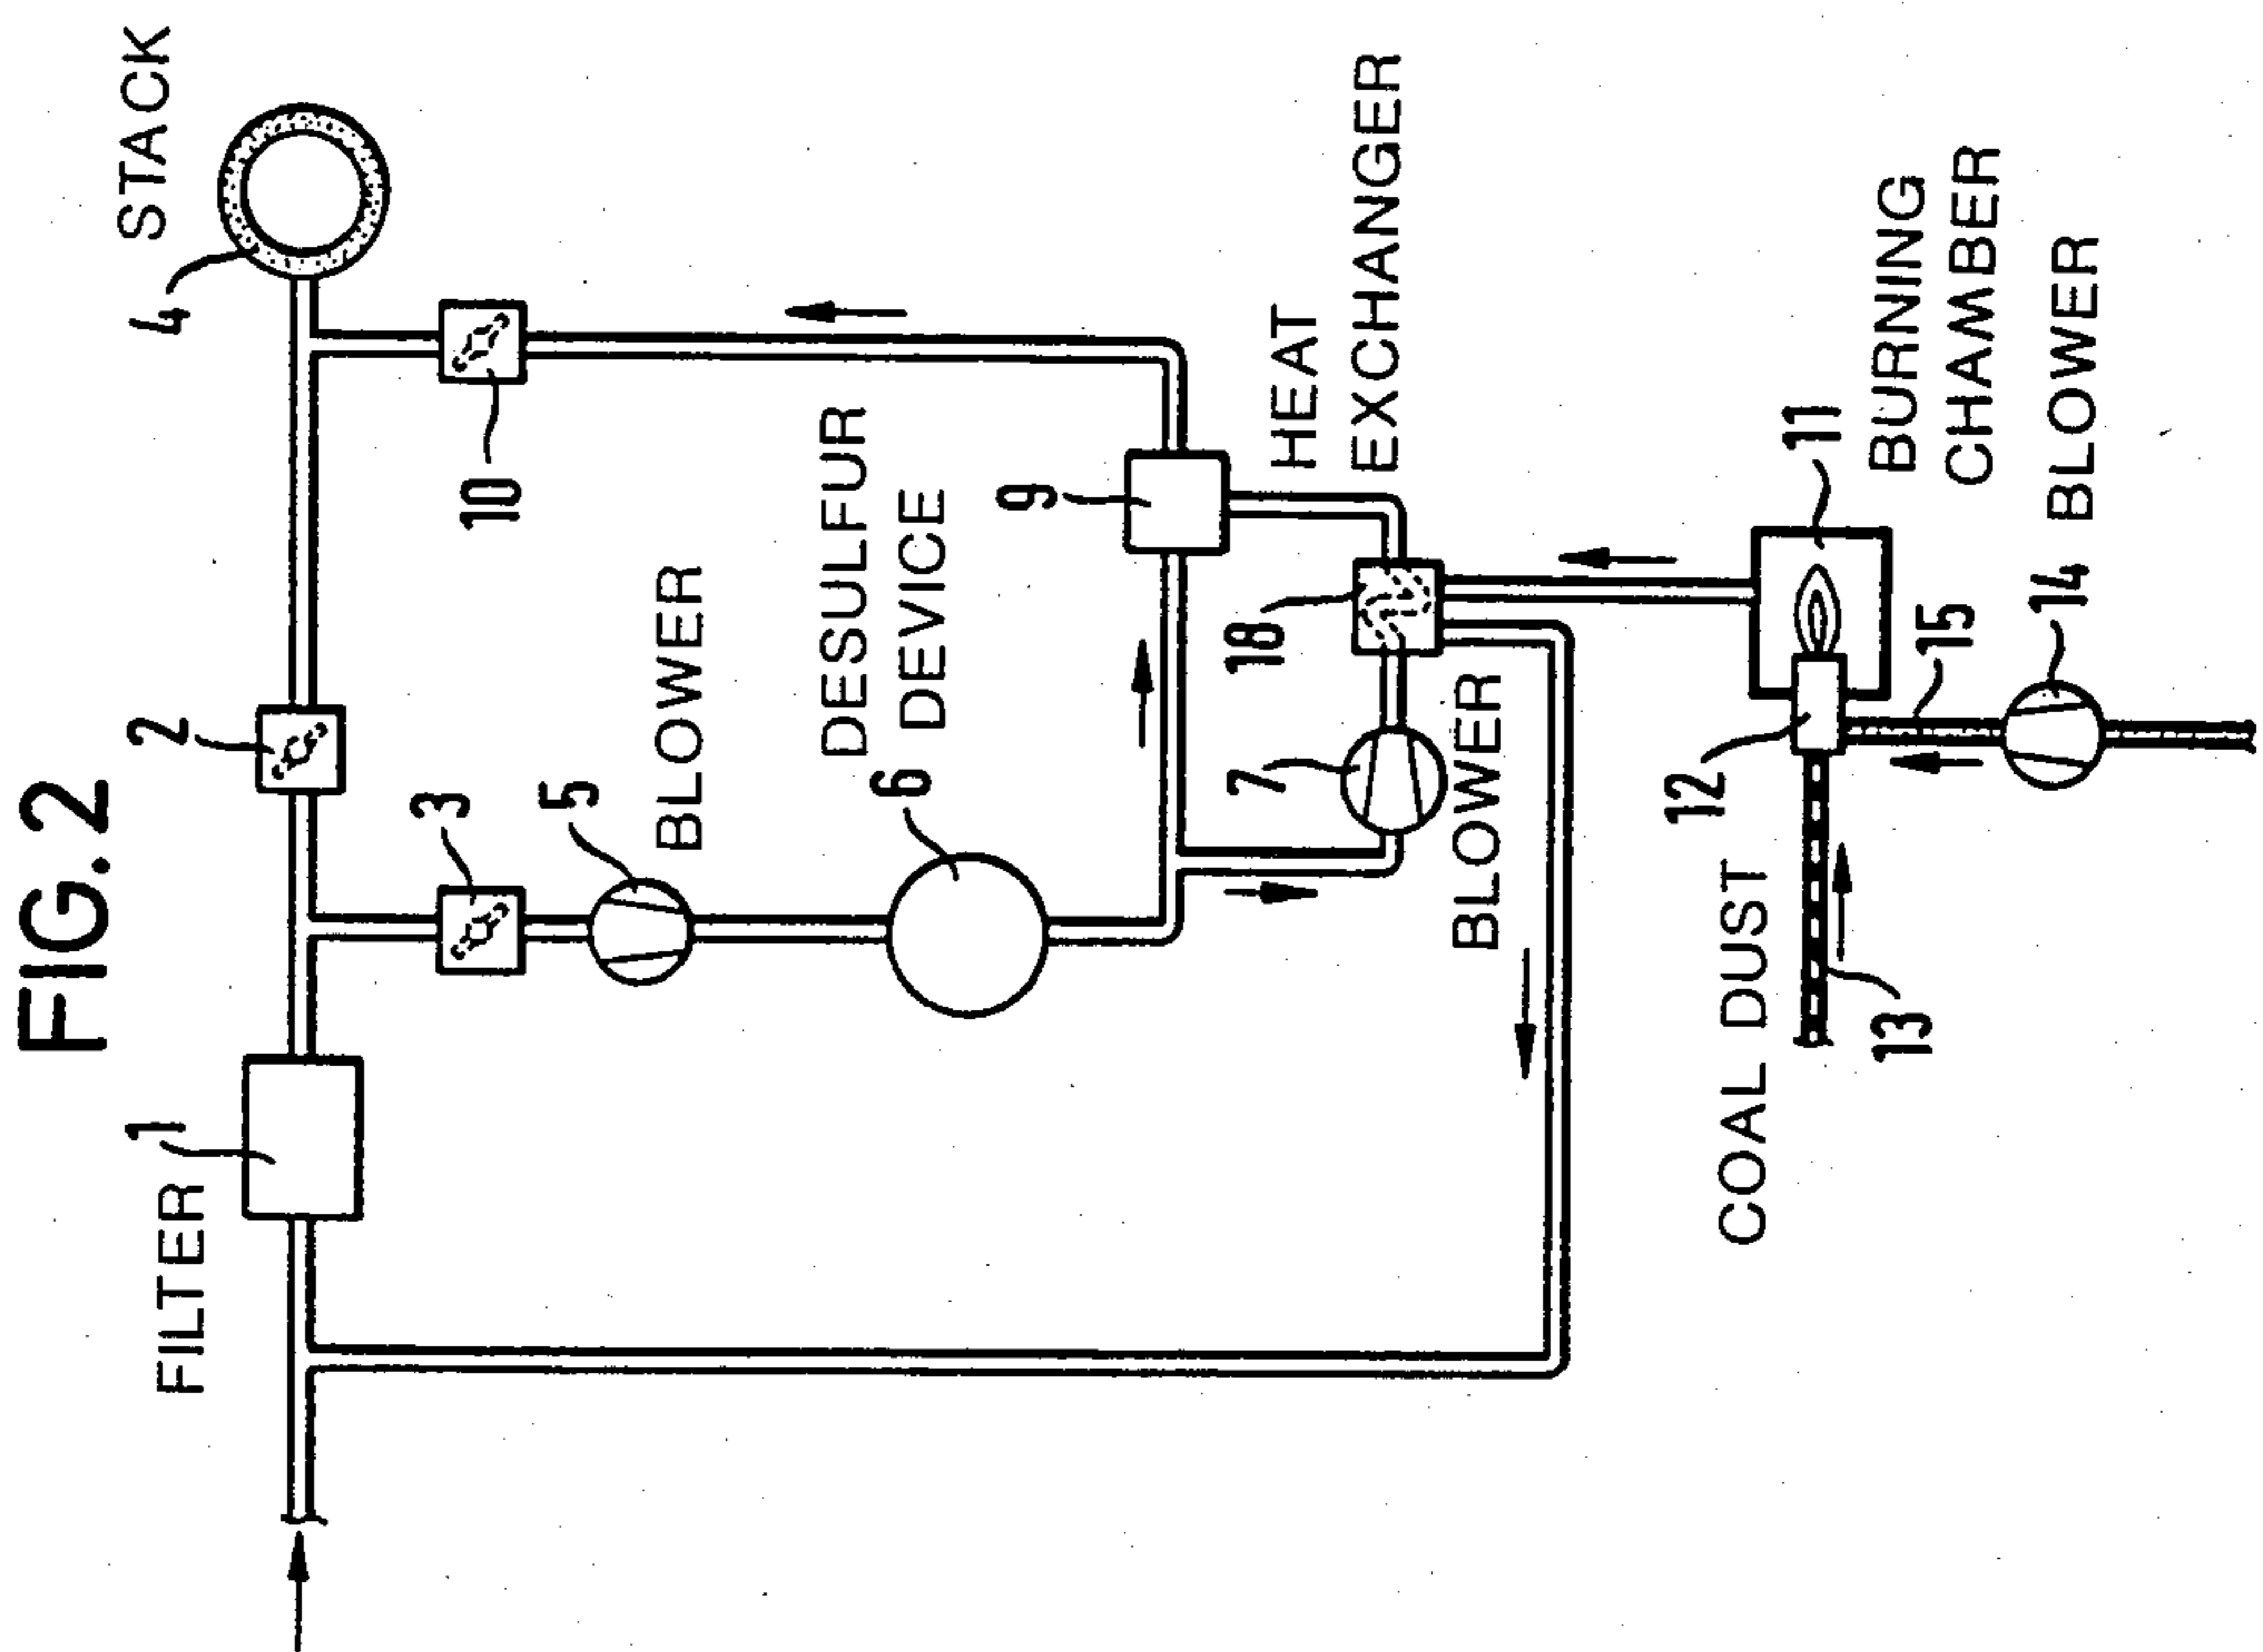 FIG. 2
STACK
4
2
FILTER
1
3
10
5
BLOWER
DESULFUR
DEVICE
6
9
HEAT
EXCHANGER
18
7
BLOWER
11
BURNING
CHAMBER
12
COAL DUST
13
15
14
BLOWER